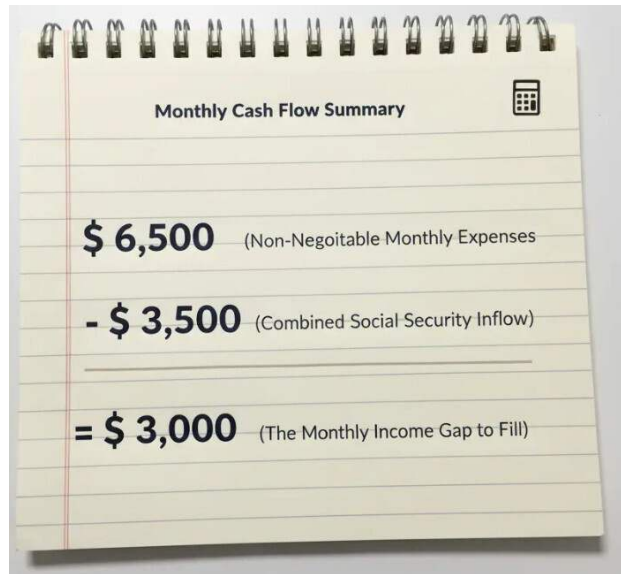 Monthly Cash Flow Summary
$ 6,500 (Non-Negoitable Monthly Expenses
- $ 3,500 (Combined Social Security Inflow)
= $ 3,000 (The Monthly Income Gap to Fill)